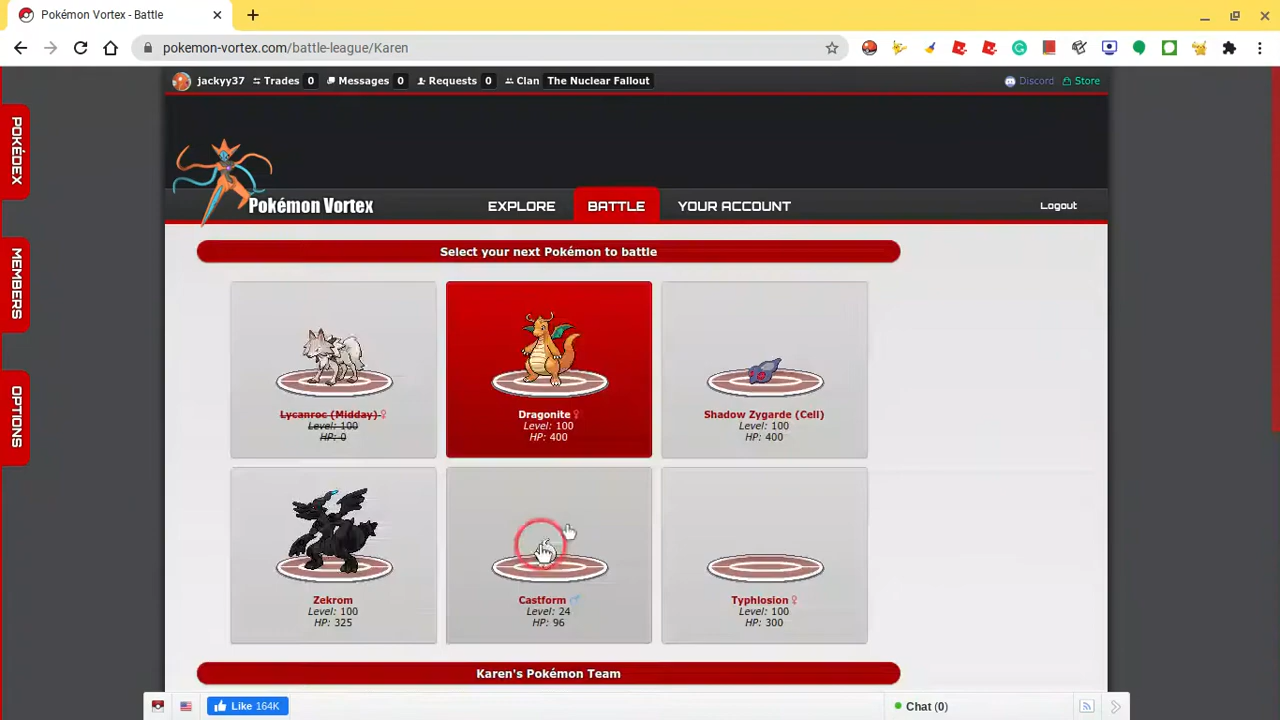 Pokémon Vortex - Battle
pokemon-vortex.com/battle-league/Karen
jackyy37 Trades 0 Messages 0 Requests 0 Clan The Nuclear Fallout Discord Store
POKÉDEX
MEMBERS
OPTIONS
Pokémon Vortex EXPLORE BATTLE YOUR ACCOUNT Logout
Select your next Pokémon to battle
Lycanroc (Midday) ♀
Level: 100
HP: 0
Dragonite ♀
Level: 100
HP: 400
Shadow Zygarde (Cell)
Level: 100
HP: 400
Zekrom
Level: 100
HP: 325
Castform ♂
Level: 24
HP: 96
Typhlosion ♀
Level: 100
HP: 300
Karen's Pokémon Team
Like 164K
Chat (0)